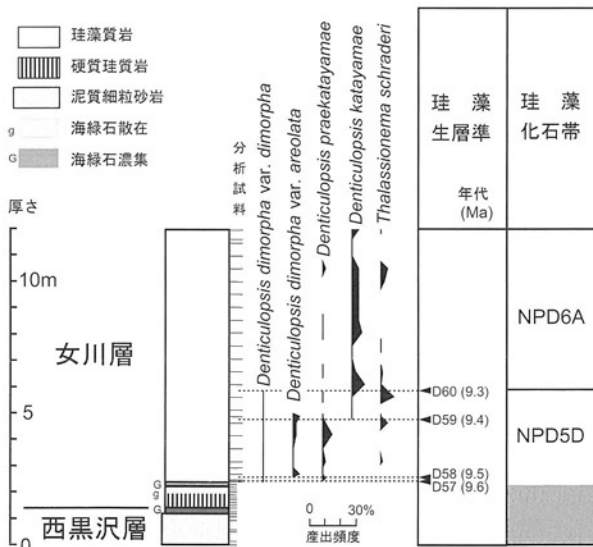 珪藻質岩
硬質珪質岩
泥質細粒砂岩
g 海緑石散在
G 海緑石濃集
厚さ
10m
5
0
女川層
西黒沢層
G
g
G
分析試料
Denticulopsis dimorpha var. dimorpha
Denticulopsis dimorpha var. areolata
Denticulopsis praekatayamae
Denticulopsis katayamae
Thalassionema schraderi
0 30%
産出頻度
珪藻
生層準
年代
(Ma)
D60 (9.3)
D59 (9.4)
D58 (9.5)
D57 (9.6)
珪藻
化石帯
NPD6A
NPD5D